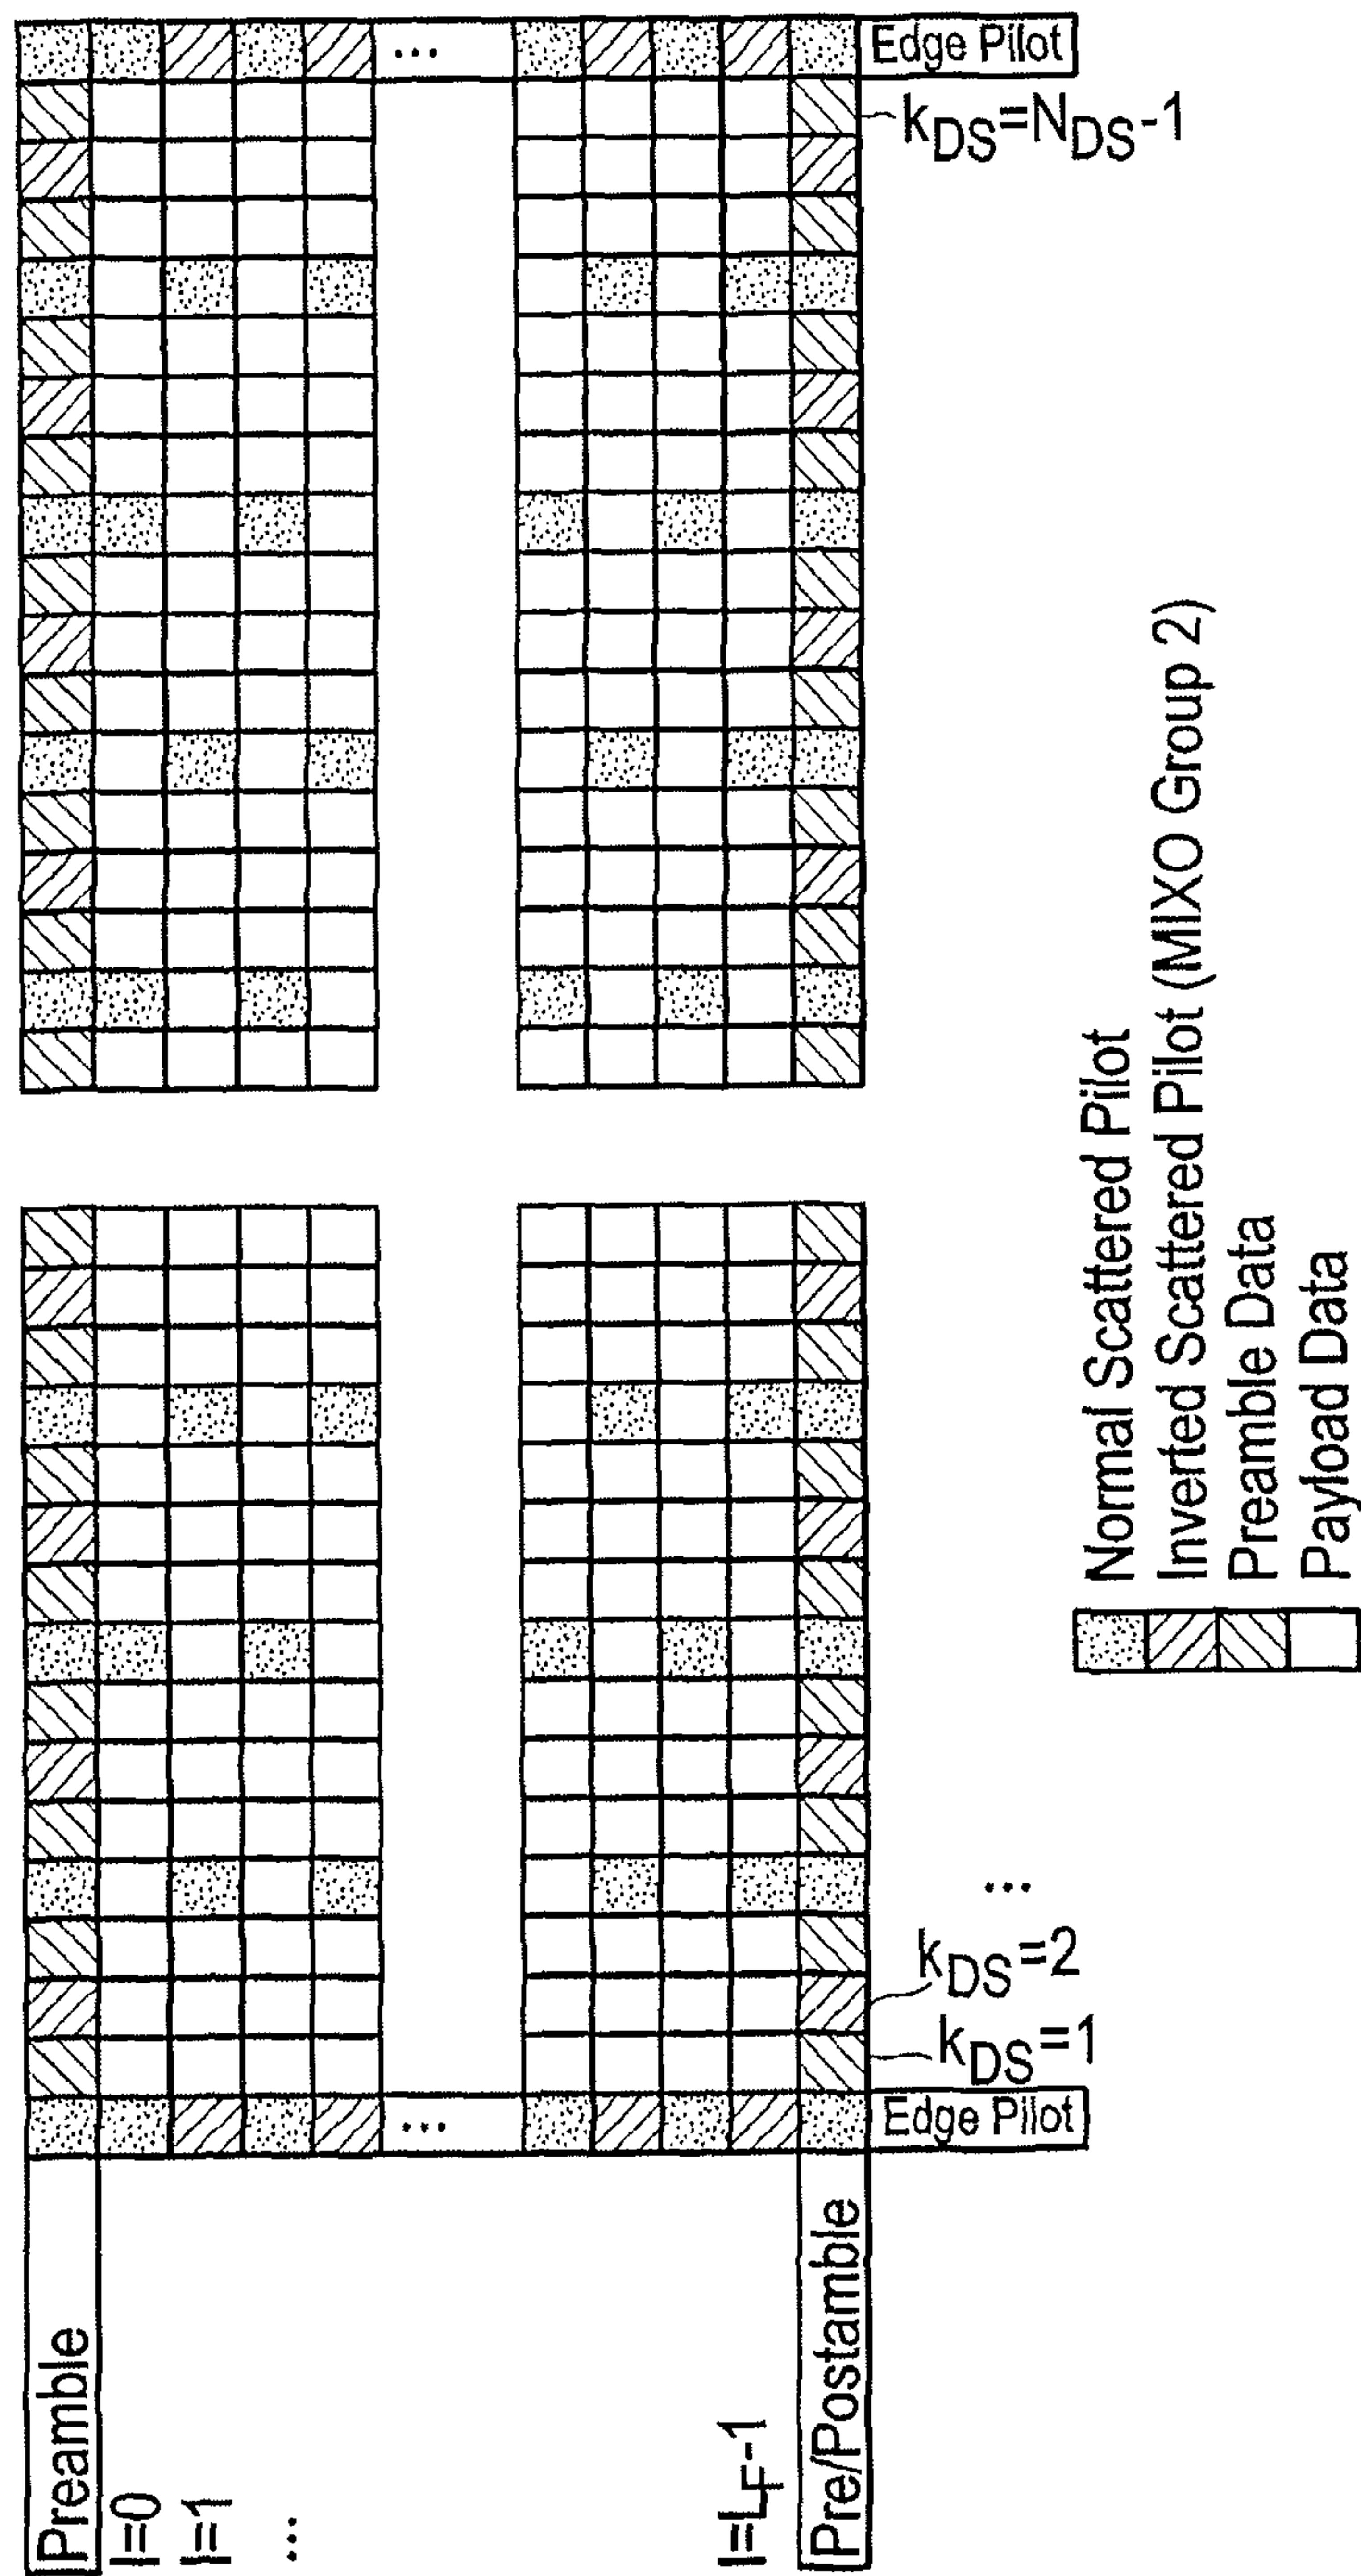 Preamble
l=0
l=1
...
l=L_F-1
Pre/Postamble
...
...
Edge Pilot
Edge Pilot
k_DS=1
k_DS=2
...
k_DS=N_DS-1
Normal Scattered Pilot
Inverted Scattered Pilot (MIXO Group 2)
Preamble Data
Payload Data